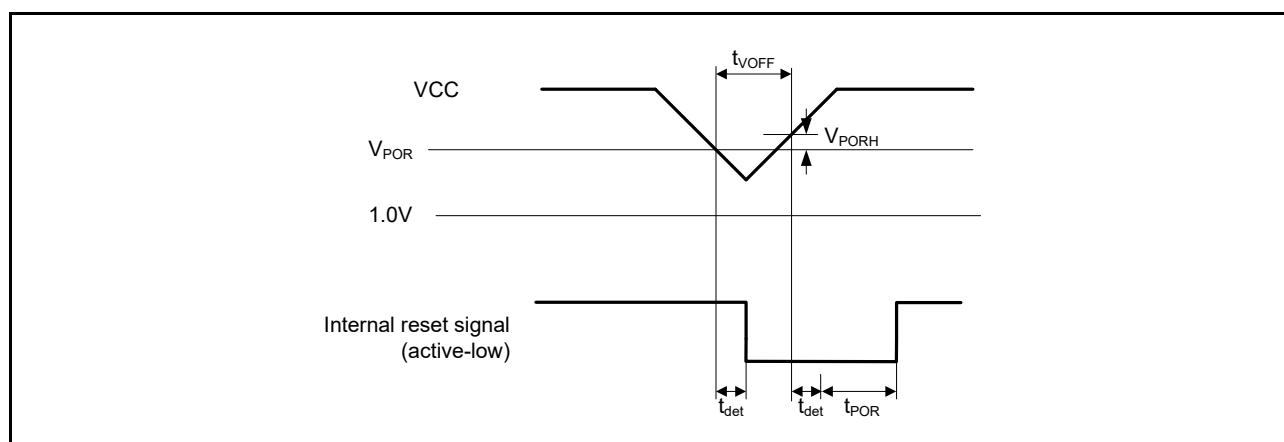 tVOFF
VCC
VPORH
VPOR
1.0V
Internal reset signal
(active-low)
tdet
tdet
tPOR